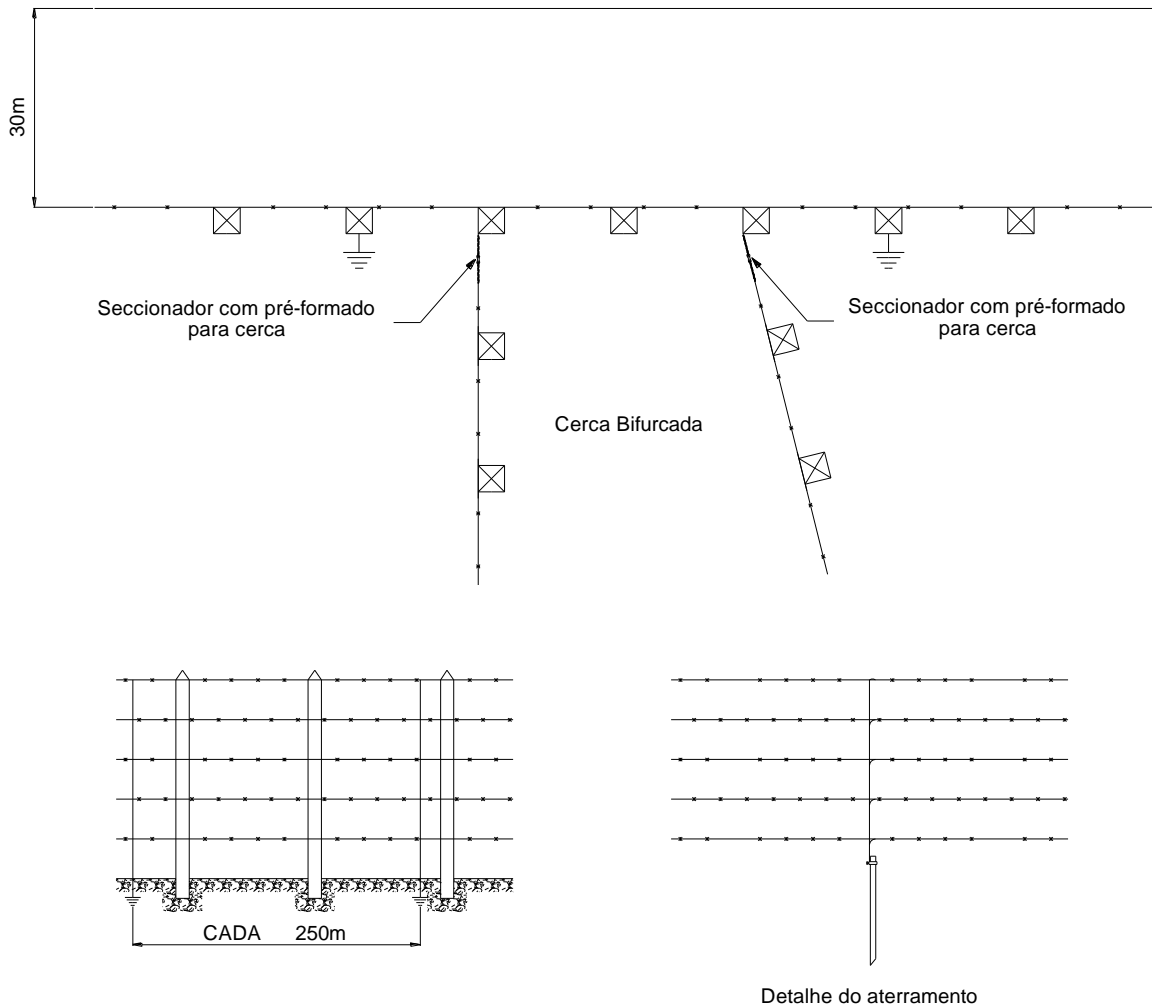 30m
Seccionador com pré-formado
para cerca
Seccionador com pré-formado
para cerca
Cerca Bifurcada
CADA 250m
Detalhe do aterramento